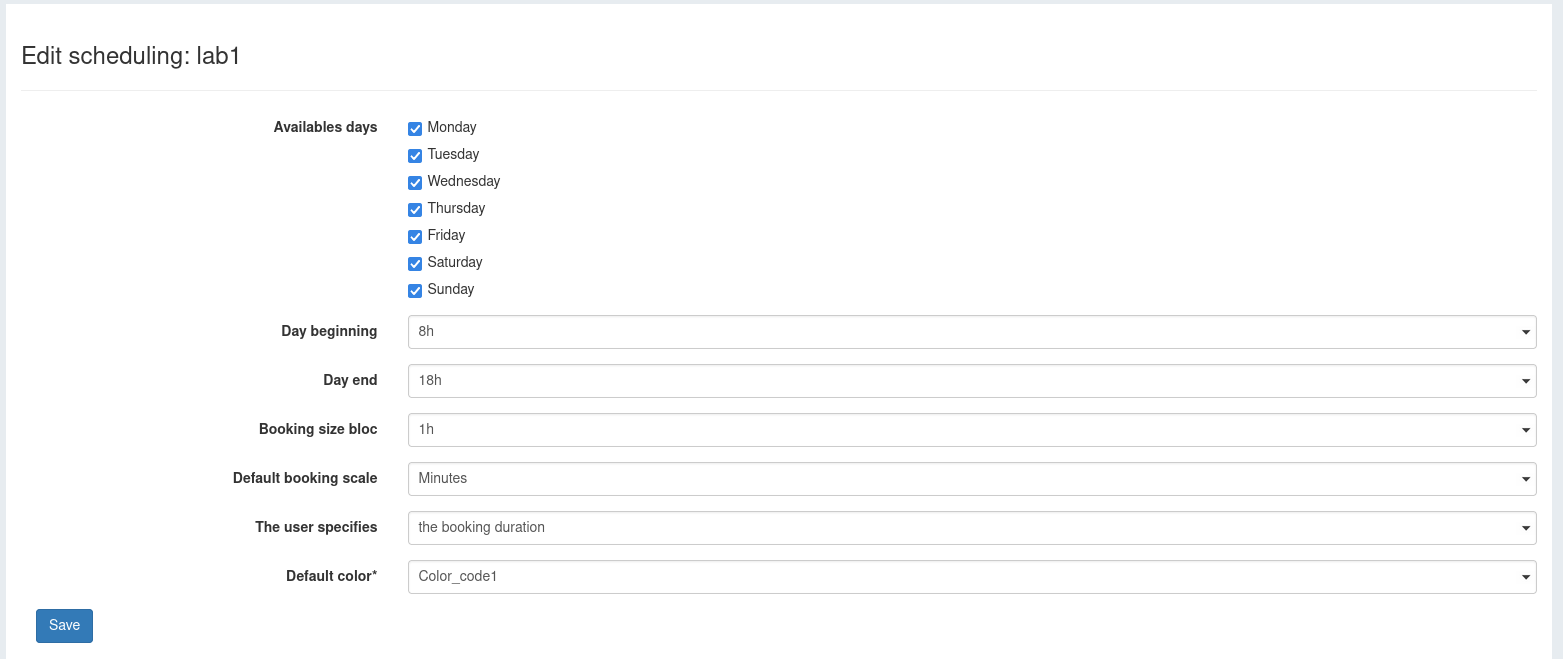 Edit scheduling: lab1
Availables days
Monday
Tuesday
Wednesday
Thursday
Friday
Saturday
Sunday
Day beginning
8h
Day end
18h
Booking size bloc
1h
Default booking scale
Minutes
The user specifies
the booking duration
Default color*
Color_code1
Save